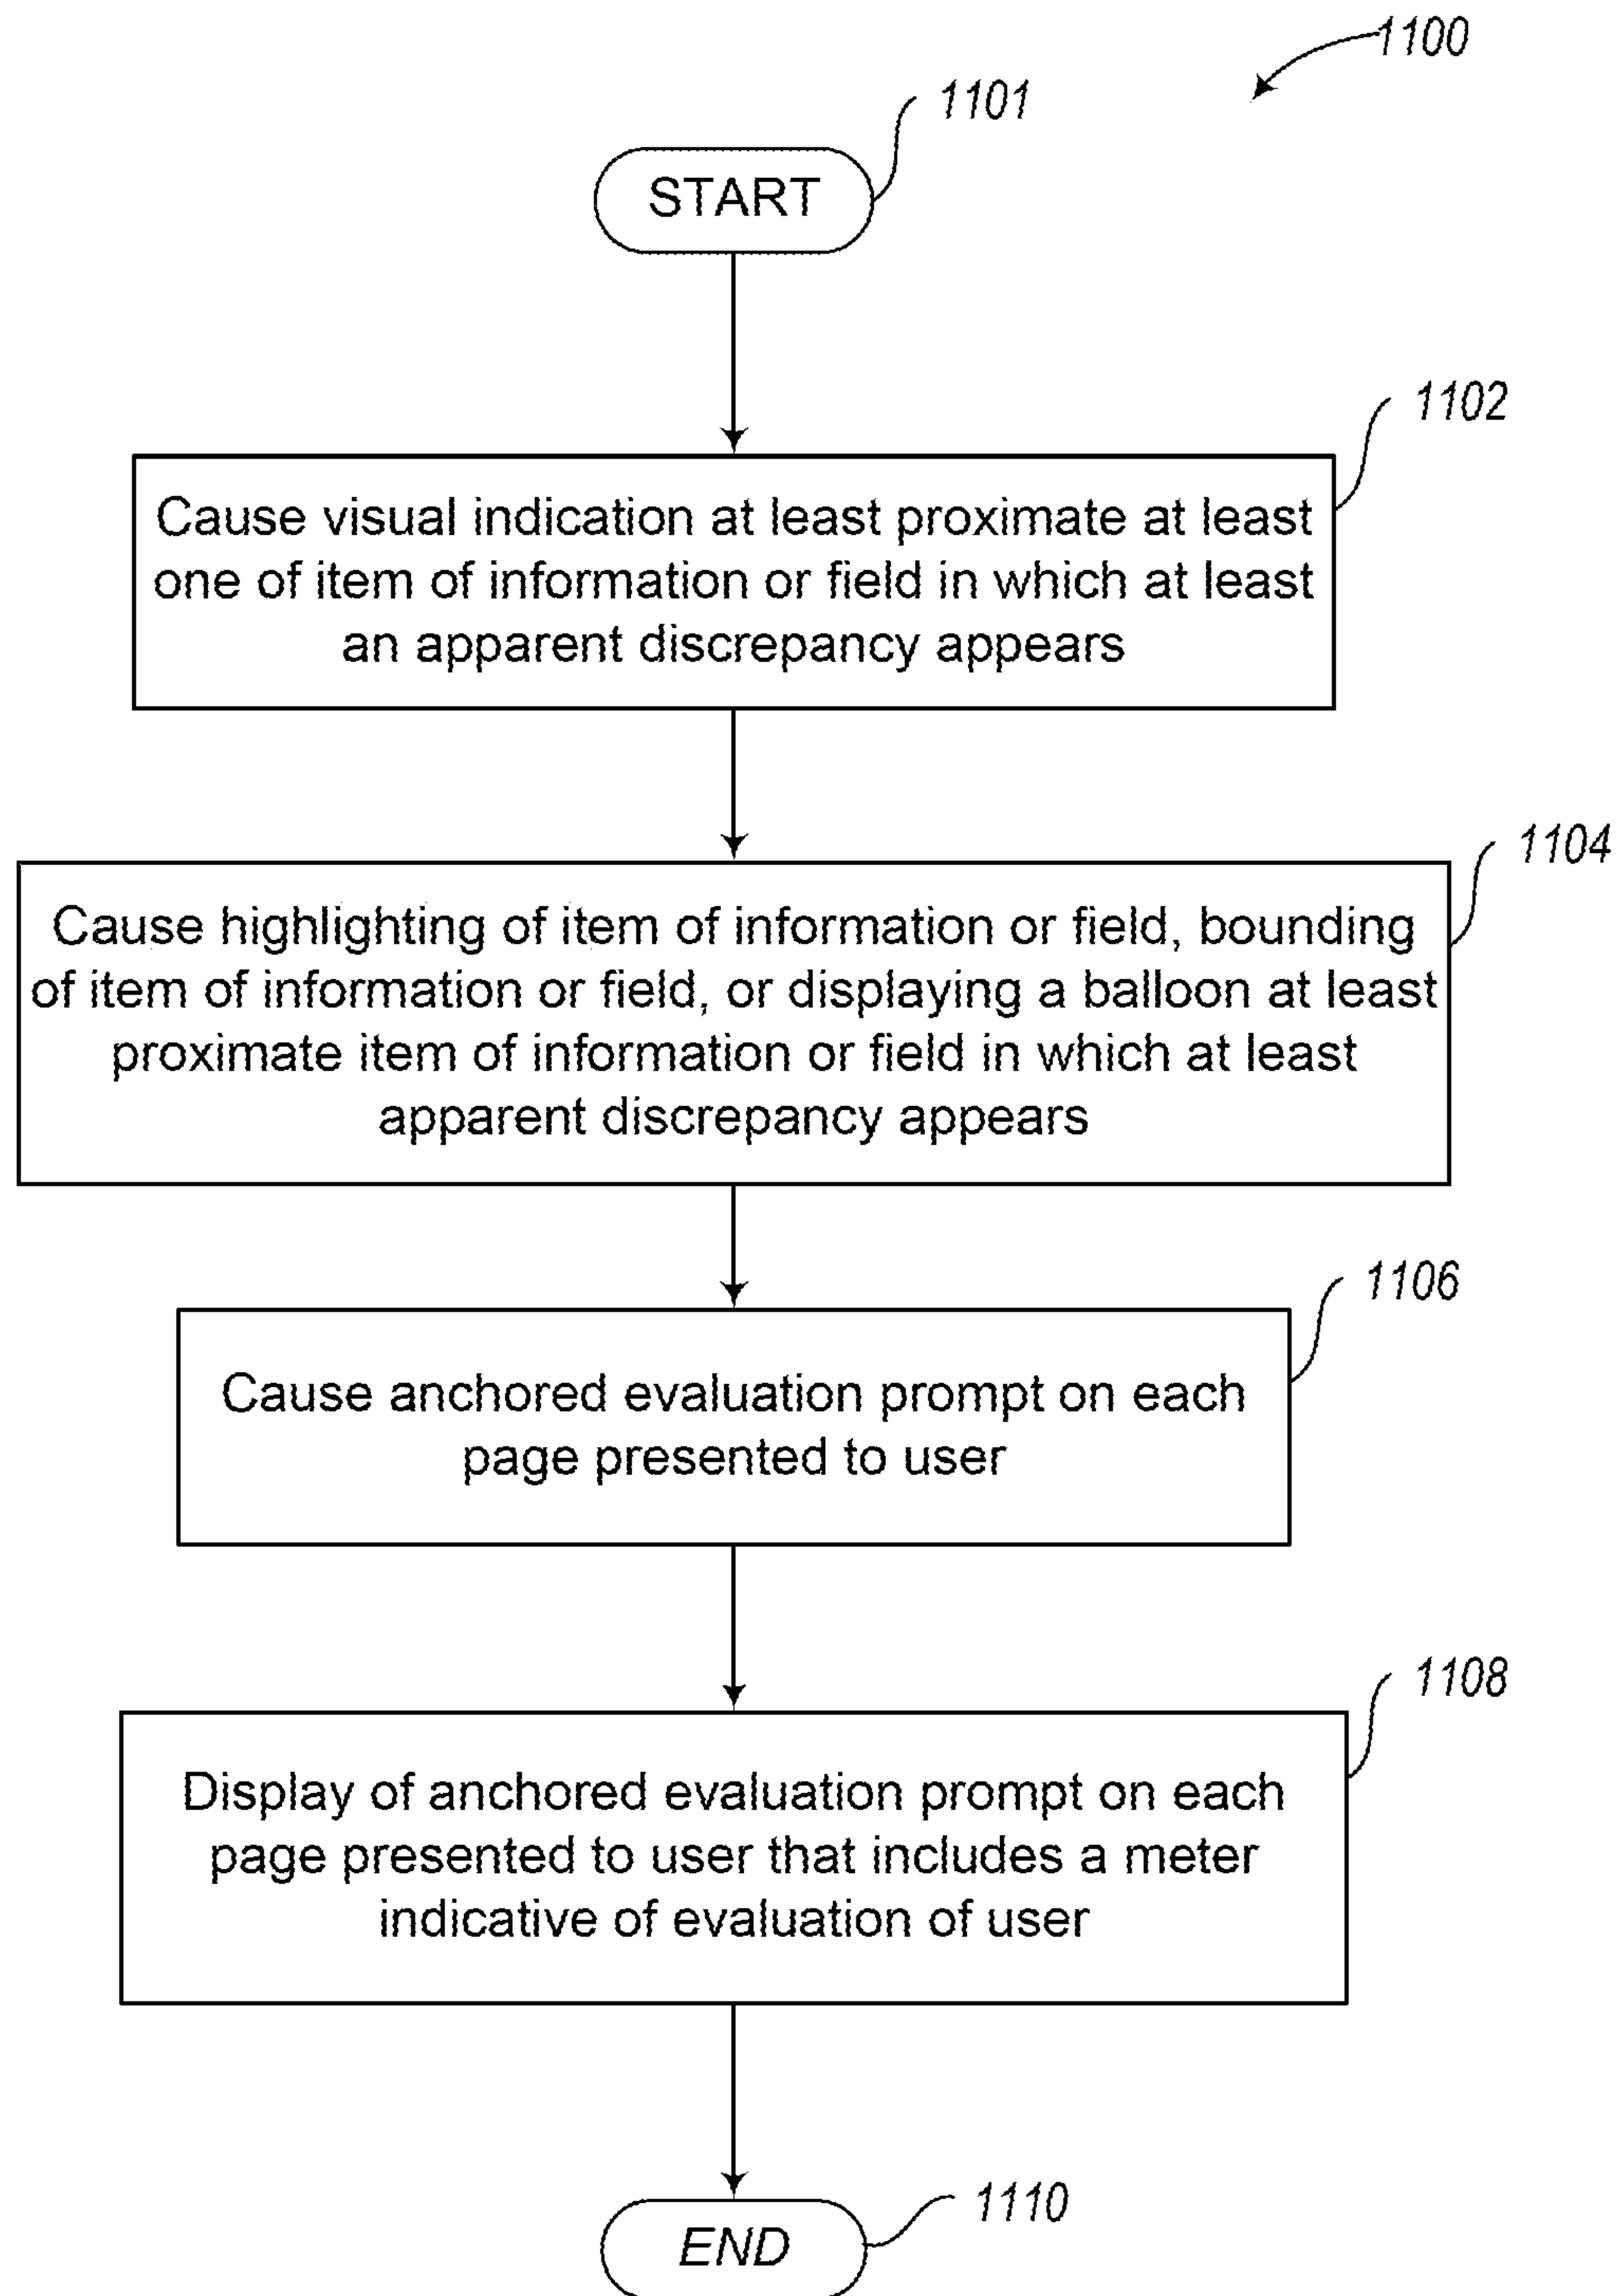 1100
1101
START
1102
Cause visual indication at least proximate at least
one of item of information or field in which at least
an apparent discrepancy appears
1104
Cause highlighting of item of information or field, bounding
of item of information or field, or displaying a balloon at least
proximate item of information or field in which at least
apparent discrepancy appears
1106
Cause anchored evaluation prompt on each
page presented to user
1108
Display of anchored evaluation prompt on each
page presented to user that includes a meter
indicative of evaluation of user
1110
END